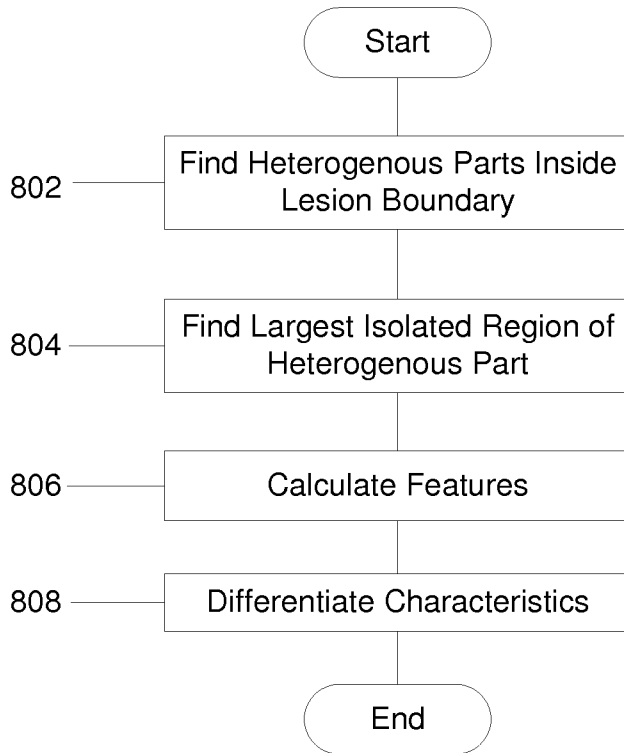 Start
802
Find Heterogenous Parts Inside
Lesion Boundary
804
Find Largest Isolated Region of
Heterogenous Part
806
Calculate Features
808
Differentiate Characteristics
End